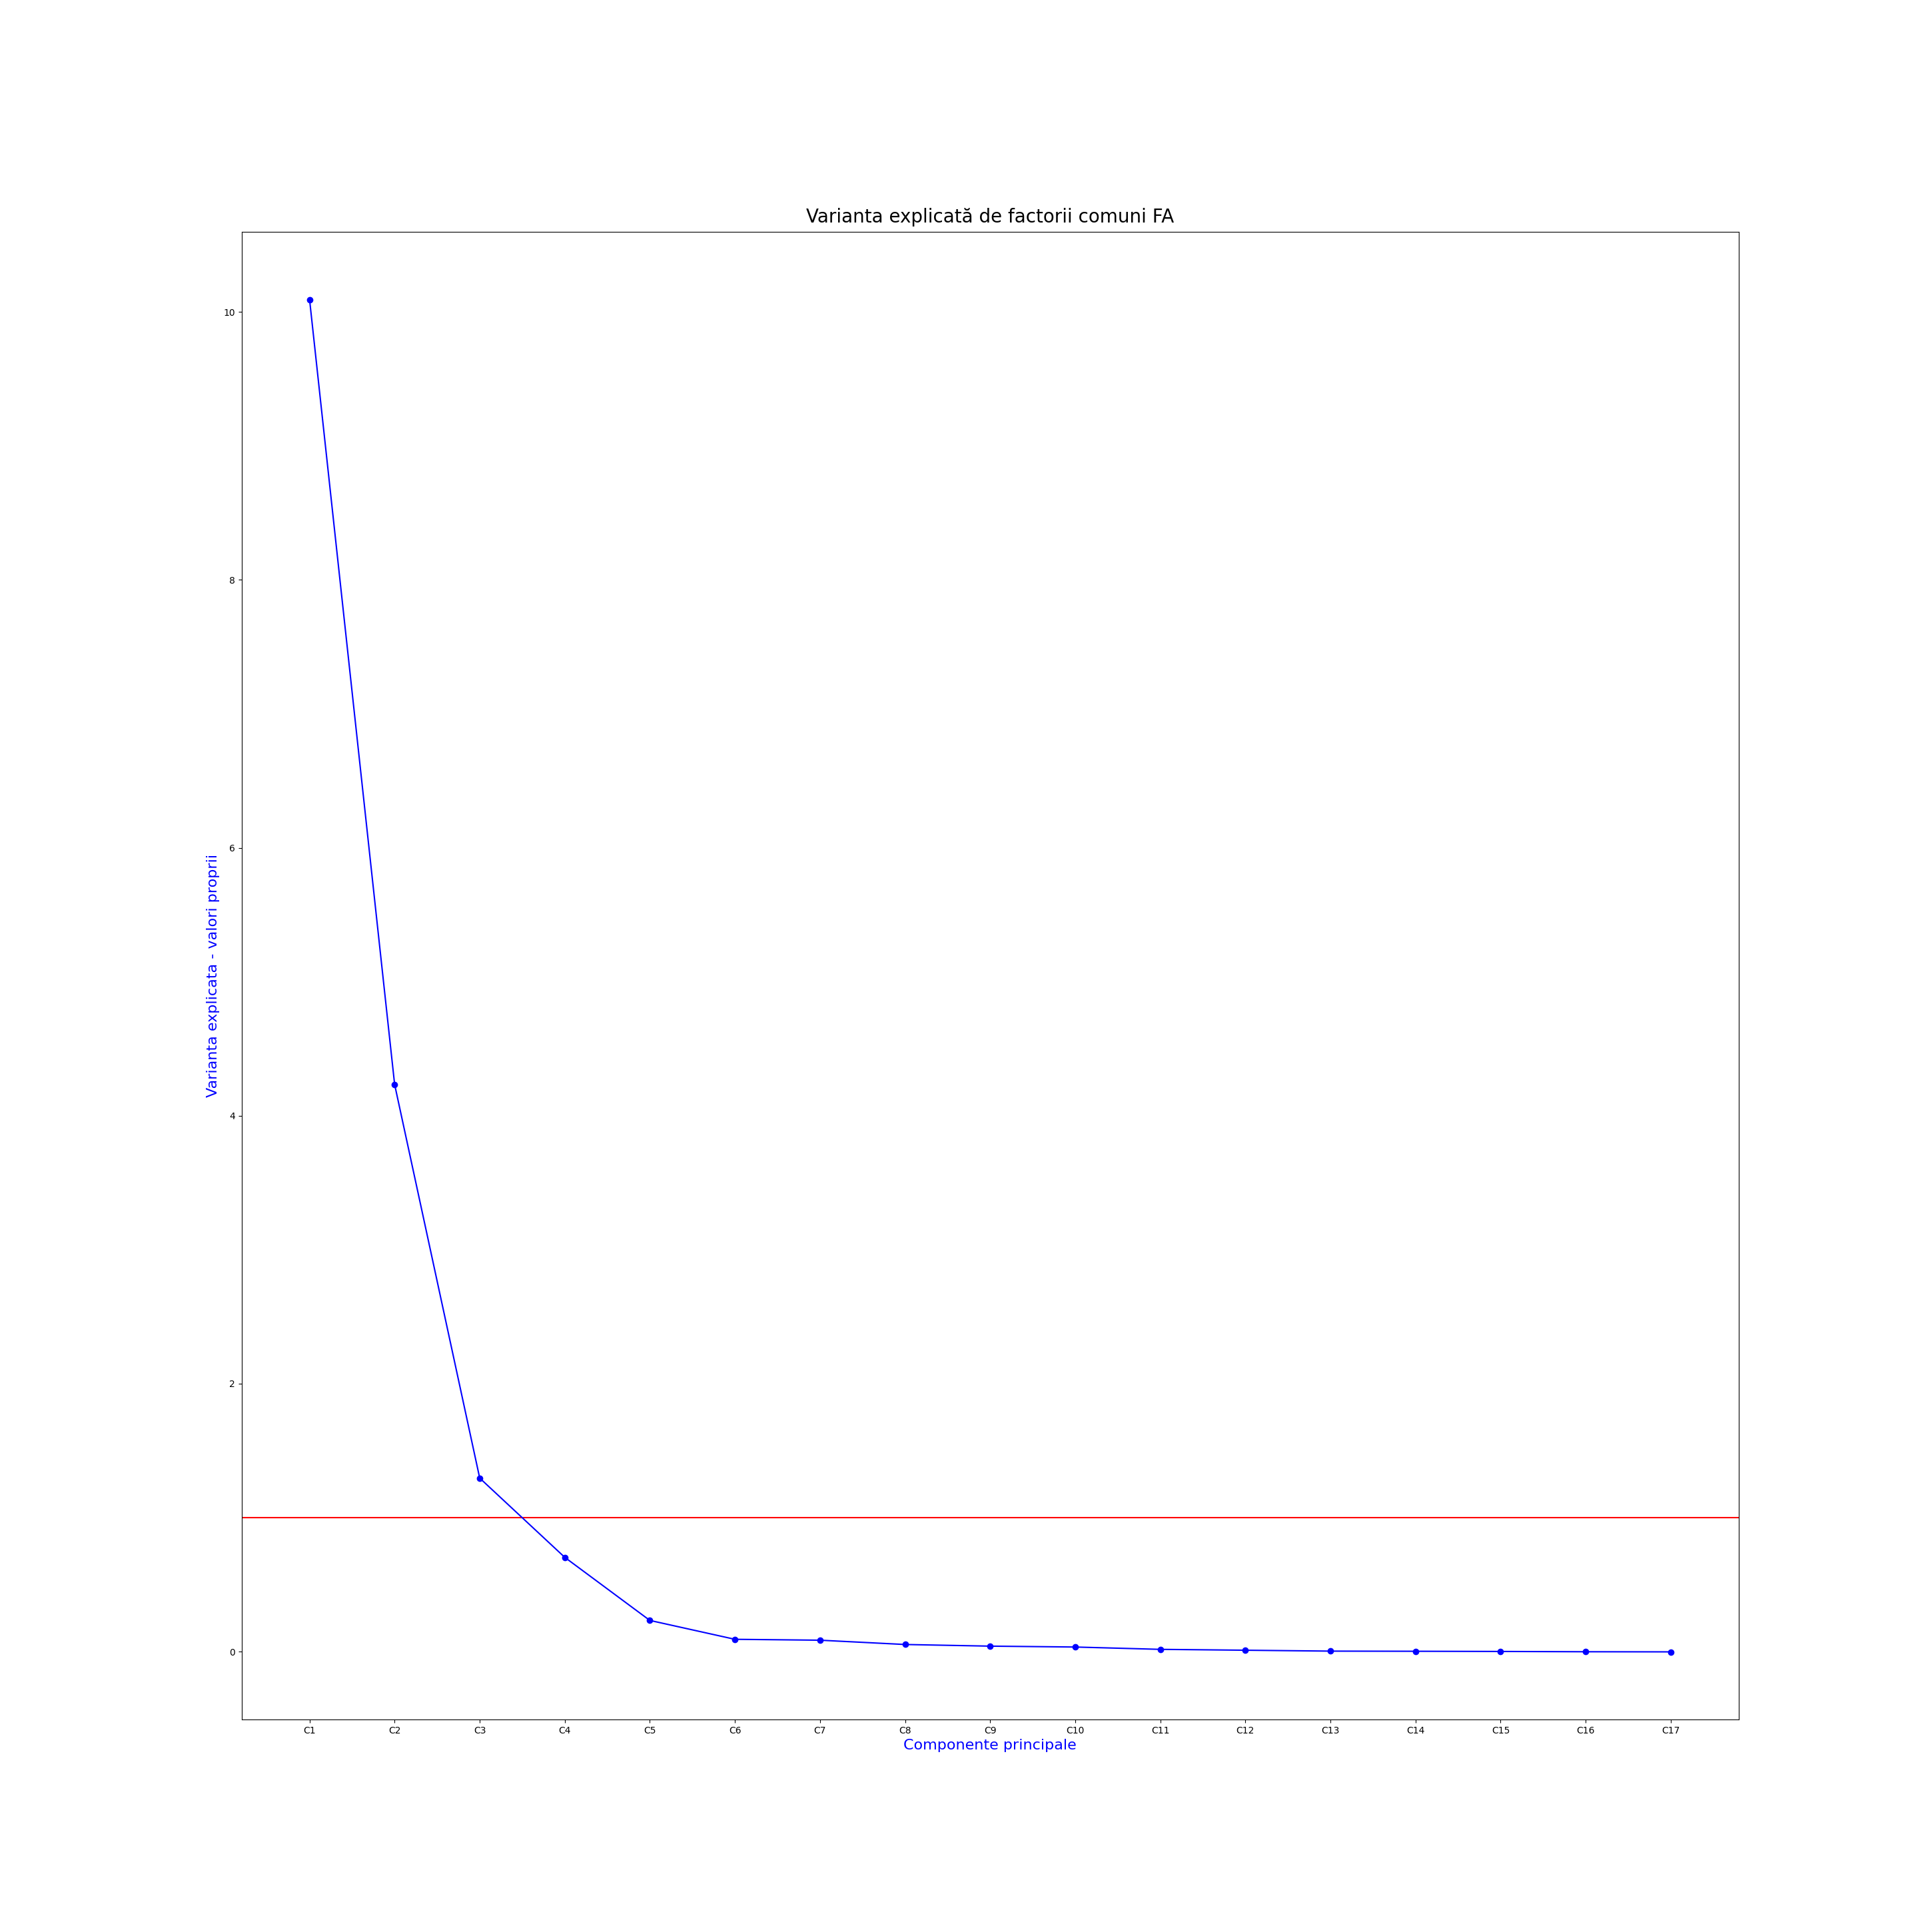 Varianta explicată de factorii comuni FA
Varianta explicata - valori proprii
10
8
6
4
2
0
C1 C2 C3 C4 C5 C6 C7 C8 C9 C10 C11 C12 C13 C14 C15 C16 C17
Componente principale